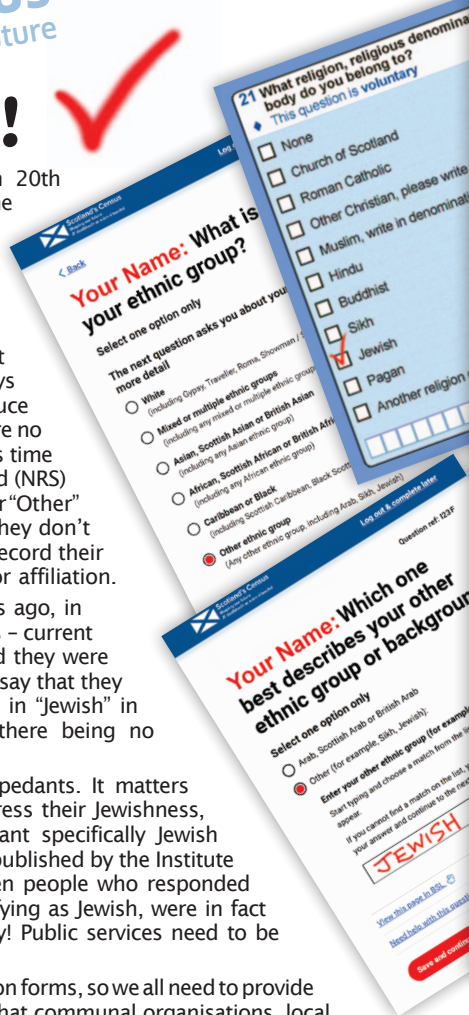 ture
!
20th
t
ys
uce
re no
s time
d (NRS)
r “Other”
hey don’t
ecord their
or affiliation.
s ago, in
– current
d they were
say that they
in “Jewish” in
there being no
pedants. It matters
ress their Jewishness,
ant specifically Jewish
published by the Institute
en people who responded
fying as Jewish, were in fact
y! Public services need to be
on forms, so we all need to provide
hat communal organisations, local
21 What religion, religious denomina
body do you belong to?
This question is voluntary
None
Church of Scotland
Roman Catholic
Other Christian, please write
Muslim, write in denominat
Hindu
Buddhist
Sikh
Jewish
Pagan
Another religion
Scotland's Census
Log
< Back
Your Name: What is
your ethnic group?
Select one option only
The next question asks you about your
more detail
White
(including Gypsy, Traveller, Roma, Showman /
Mixed or multiple ethnic groups
(including any mixed or multiple ethnic group
Asian, Scottish Asian or British Asian
(including any Asian ethnic group)
African, Scottish African or British Afri
(including any African ethnic group)
Caribbean or Black
(including Scottish Caribbean, Black Scott
Other ethnic group
(Any other ethnic group, including Arab, Sikh, Jewish)
Scotland's Census
Log out & complete later
Question ref: I23F
Your Name: Which one
best describes your other
ethnic group or backgroun
Select one option only
Arab, Scottish Arab or British Arab
Other (for example, Sikh, Jewish):
Enter your other ethnic group (for exampl
Start typing and choose a match from the li
appear.
If you cannot find a match on the list, y
your answer and continue to the next
JEWISH
View this page in BSL
Need help with this quest
Save and contin